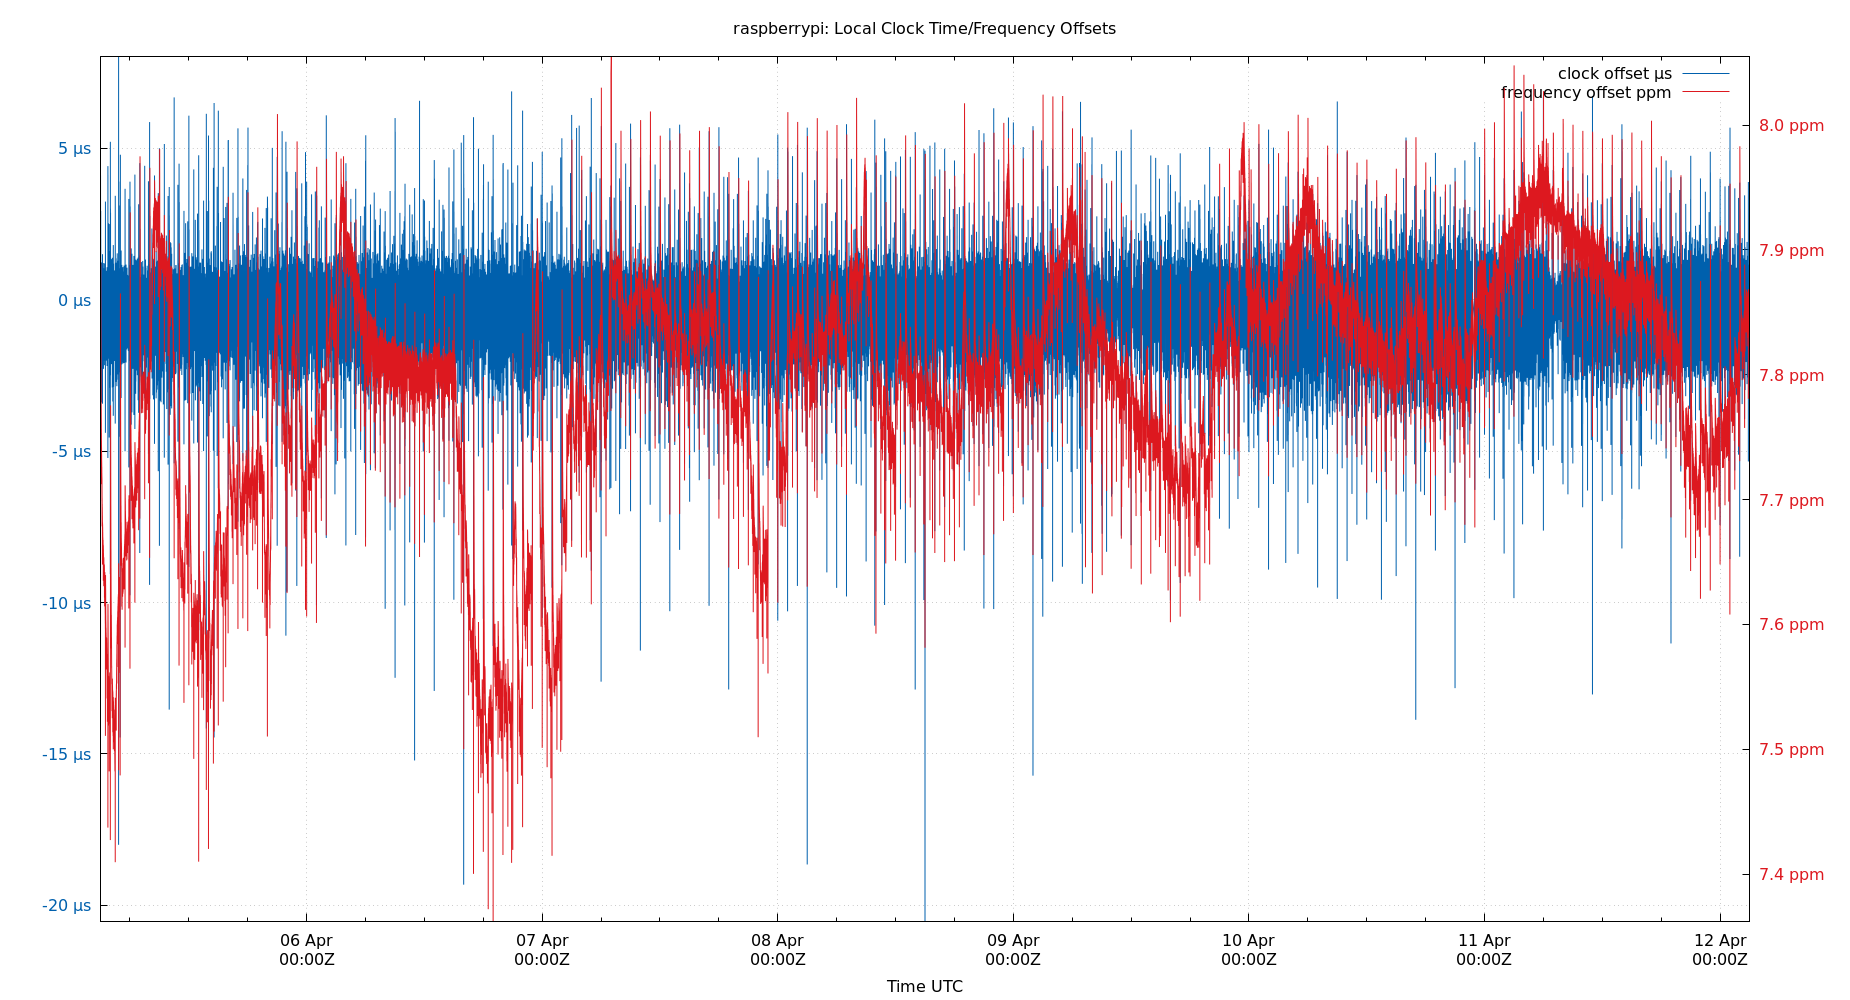 raspberrypi: Local Clock Time/Frequency Offsets
clock offset µs
frequency offset ppm
5 µs
0 µs
-5 µs
-10 µs
-15 µs
-20 µs
8.0 ppm
7.9 ppm
7.8 ppm
7.7 ppm
7.6 ppm
7.5 ppm
7.4 ppm
06 Apr
00:00Z
07 Apr
00:00Z
08 Apr
00:00Z
09 Apr
00:00Z
10 Apr
00:00Z
11 Apr
00:00Z
12 Apr
00:00Z
Time UTC